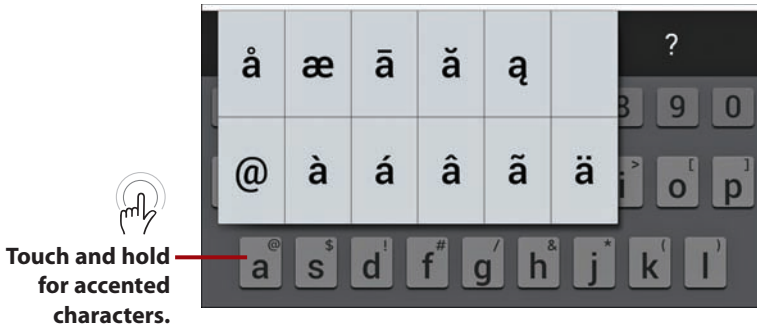 å æ ā ă ą ?
8 9 0
@ à á â ã ä i > o [ p ]
a @ s $ d ! f # g / h & j * k ( l )
Touch and hold
for accented
characters.